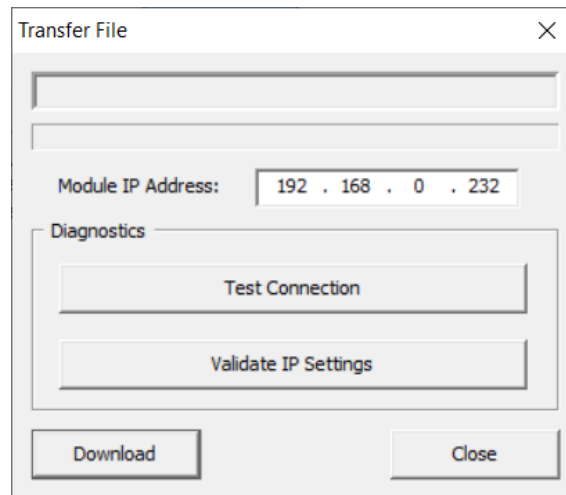 Transfer File
Module IP Address: 192 . 168 . 0 . 232
Diagnostics
Test Connection
Validate IP Settings
Download Close